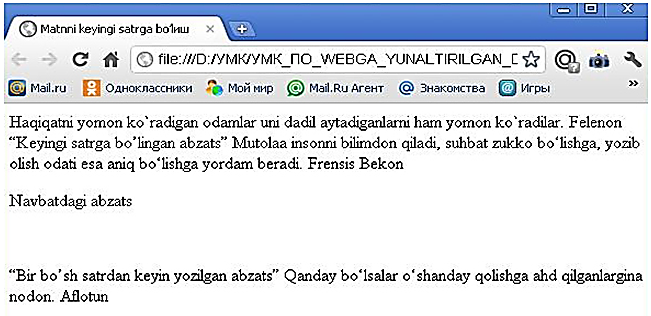 Matnni keyingi satrga bo'lиш
file:///D:/УМК/УМК_ПО_WEBGA_YUNALTIRILGAN_D
Mail.ru Одноклассники Мой мир Mail.Ru Агент Знакомства Игры »
Haqiqatni yomon ko`radigan odamlar uni dadil aytadiganlarni ham yomon ko`radilar. Felenon
“Keyingi satrga bo’lingan abzats” Mutolaa insonni bilimdon qiladi, suhbat zukko bo‘lishga, yozib
olish odati esa aniq bo‘lishga yordam beradi. Frensis Bekon
Navbatdagi abzats
“Bir bo’sh satrdan keyin yozilgan abzats” Qanday bo‘lsalar o‘shanday qolishga ahd qilganlargina
nodon. Aflotun